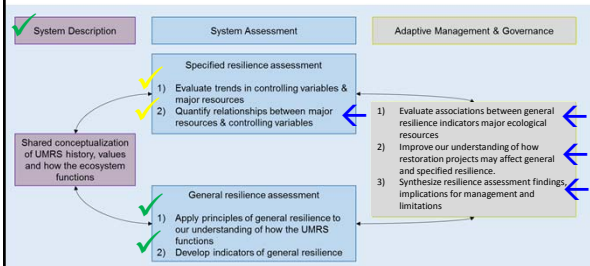 System Description
System Assessment
Adaptive Management & Governance
Specified resilience assessment
1) Evaluate trends in controlling variables &
major resources
2) Quantify relationships between major
resources & controlling variables
Shared conceptualization
of UMRS history, values
and how the ecosystem
functions
General resilience assessment
1) Apply principles of general resilience to
our understanding of how the UMRS
functions
2) Develop indicators of general resilience
1) Evaluate associations between general
resilience indicators major ecological
resources
2) Improve our understanding of how
restoration projects may affect general
and specified resilience.
3) Synthesize resilience assessment findings,
implications for management and
limitations